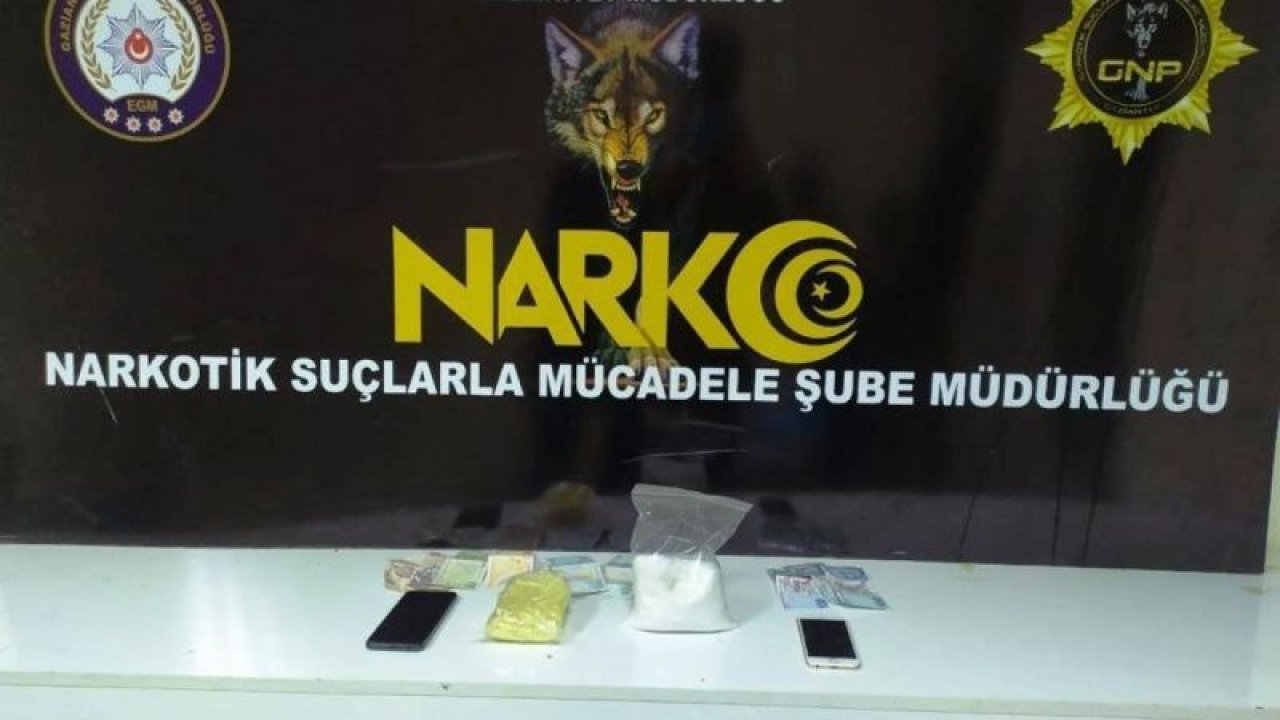 EGM
GNP
NARKO
NARKOTİK SUÇLARLA MÜCADELE ŞUBE MÜDÜRLÜĞÜ